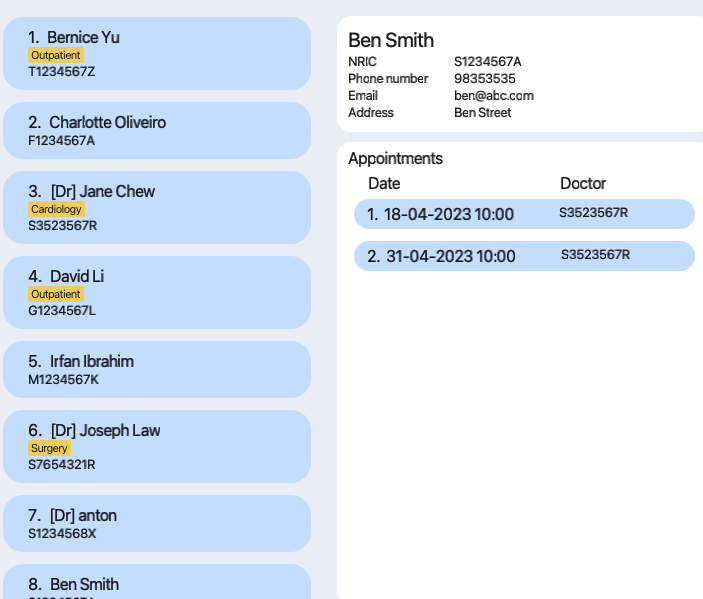 1. Bernice Yu
Outpatient
T1234567Z
2. Charlotte Oliveiro
F1234567A
3. [Dr] Jane Chew
Cardiology
S3523567R
4. David Li
Outpatient
G1234567L
5. Irfan Ibrahim
M1234567K
6. [Dr] Joseph Law
Surgery
S7654321R
7. [Dr] anton
S1234568X
8. Ben Smith
Ben Smith
NRIC S1234567A
Phone number 98353535
Email ben@abc.com
Address Ben Street
Appointments
Date Doctor
1. 18-04-2023 10:00 S3523567R
2. 31-04-2023 10:00 S3523567R